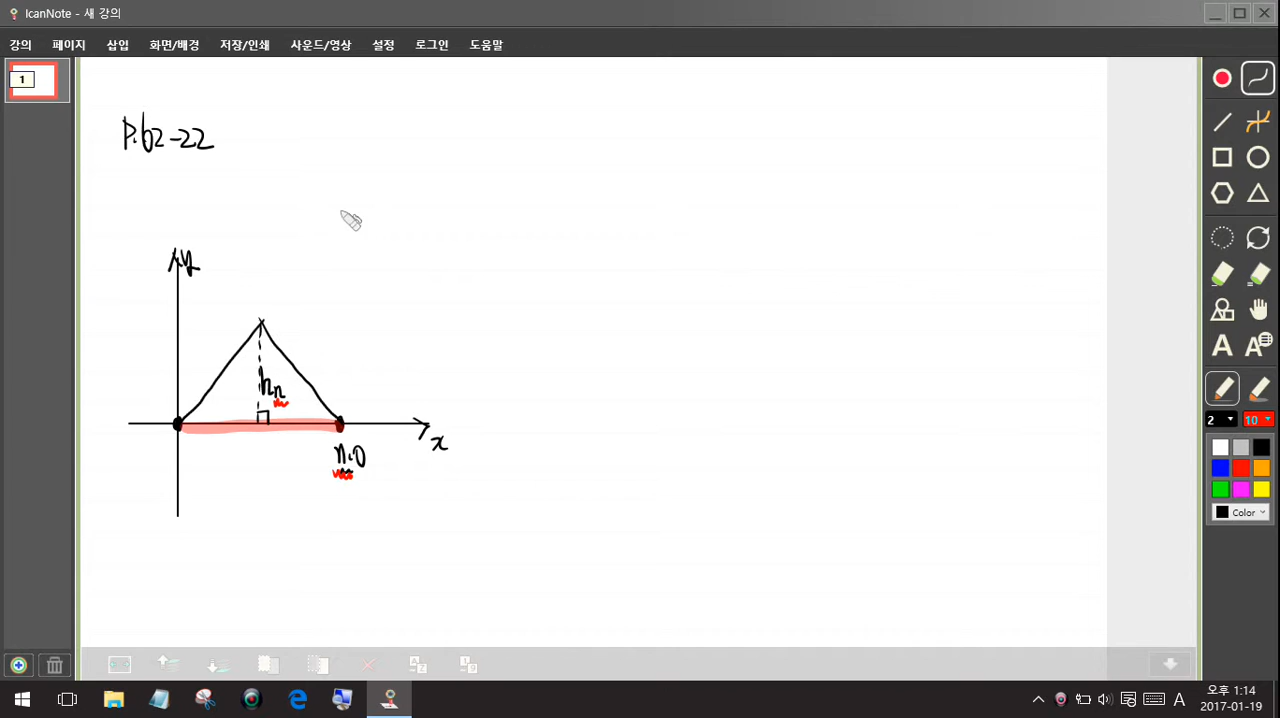 IcanNote - 새 강의
강의 페이지 삽입 화면/배경 저장/인쇄 사운드/영상 설정 로그인 도움말
1
P.62-22
y
hn
x
n.0
A A
2 10
Color
A 오후 1:14
2017-01-19